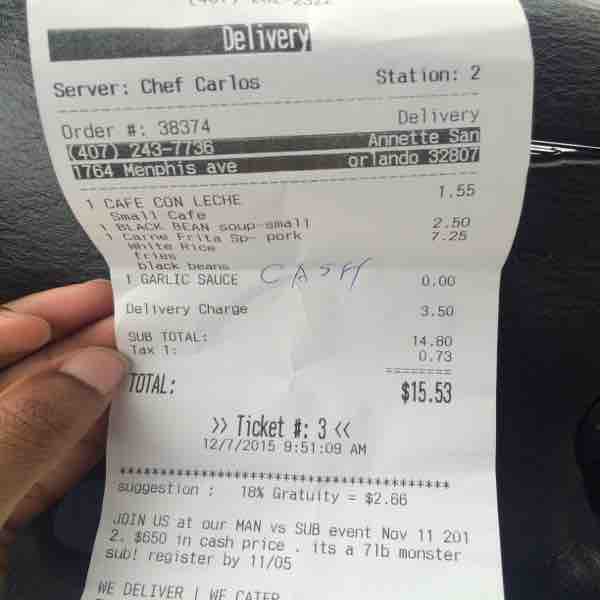 Delivery
Server: Chef Carlos Station: 2
Order #: 38374 Delivery
(407) 243-7736 Annette San
1764 Menphis ave orlando 32807
1 CAFE CON LECHE 1.55
Small Cafe
1 BLACK BEAN soup-small 2.50
1 Carne Frita Sp- pork 7.25
White Rice
fries
black beans
1 GARLIC SAUCE 0.00
CASH
Delivery Charge 3.50
SUB TOTAL: 14.80
Tax 1: 0.73
========
TOTAL: $15.53
>> Ticket #: 3 <<
12/7/2015 9:51:09 AM
****************************************
suggestion : 18% Gratuity = $2.66
JOIN US at our MAN vs SUB event Nov 11 201
2. $650 in cash price . its a 7lb monster
sub! register by 11/05
WE DELIVER | WE CATER